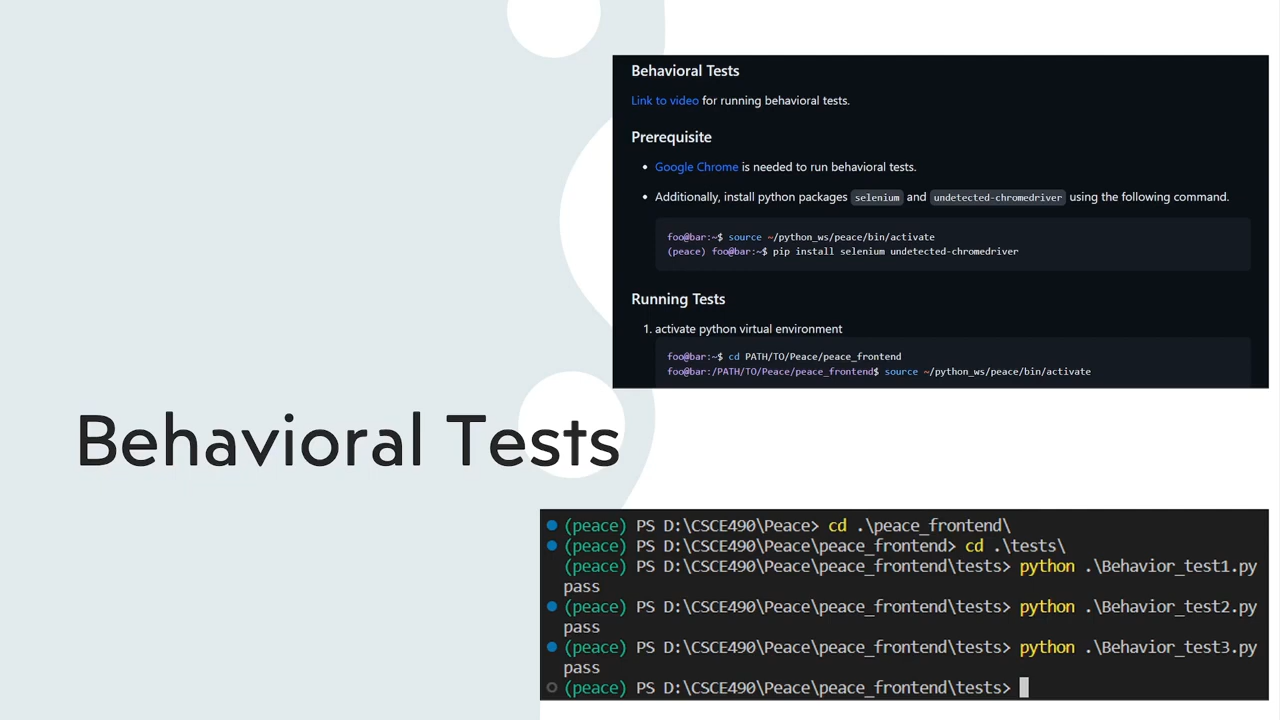 Behavioral Tests
Link to video for running behavioral tests.
Prerequisite
• Google Chrome is needed to run behavioral tests.
• Additionally, install python packages selenium and undetected-chromedriver using the following command.
foo@bar:~$ source ~/python_ws/peace/bin/activate
(peace) foo@bar:~$ pip install selenium undetected-chromedriver
Running Tests
1. activate python virtual environment
foo@bar:~$ cd PATH/TO/Peace/peace_frontend
foo@bar:/PATH/TO/Peace/peace_frontend$ source ~/python_ws/peace/bin/activate
Behavioral Tests
(peace) PS D:\CSCE490\Peace> cd .\peace_frontend\
(peace) PS D:\CSCE490\Peace\peace_frontend> cd .\tests\
(peace) PS D:\CSCE490\Peace\peace_frontend\tests> python .\Behavior_test1.py
pass
(peace) PS D:\CSCE490\Peace\peace_frontend\tests> python .\Behavior_test2.py
pass
(peace) PS D:\CSCE490\Peace\peace_frontend\tests> python .\Behavior_test3.py
pass
(peace) PS D:\CSCE490\Peace\peace_frontend\tests>